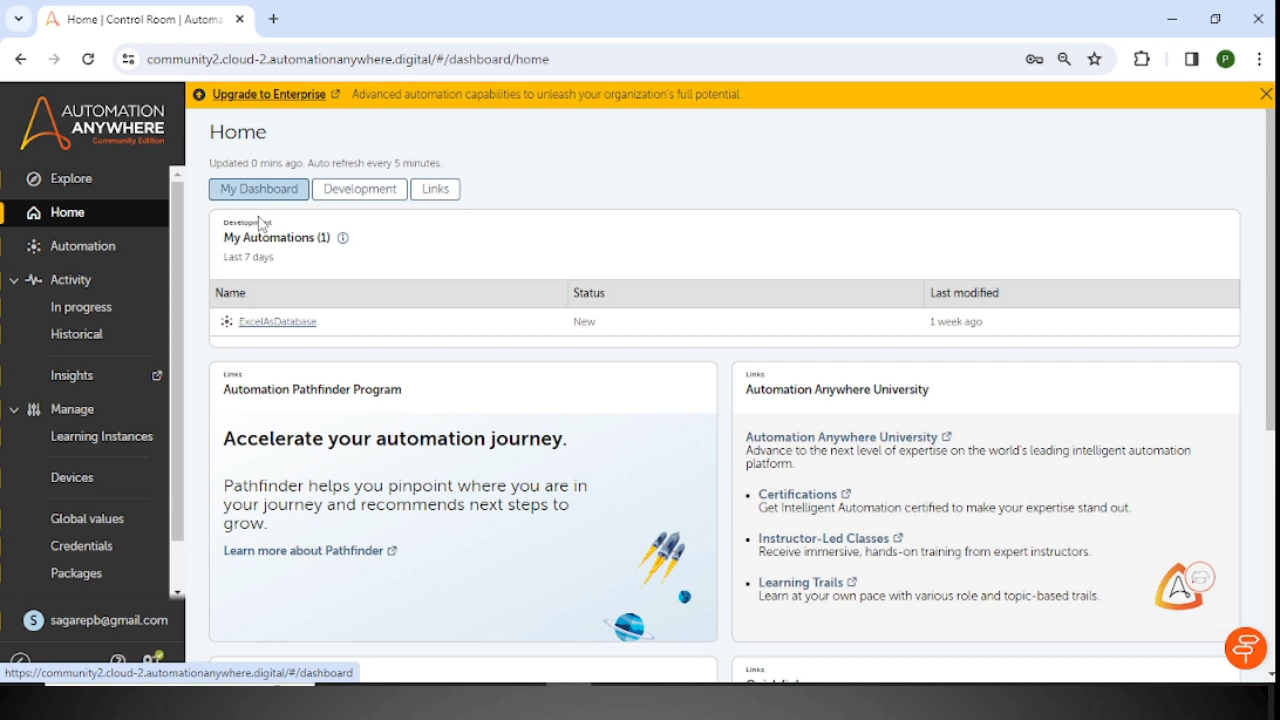 Home | Control Room | Automa
community2.cloud-2.automationanywhere.digital/#/dashboard/home
P
AUTOMATION
ANYWHERE
Community Edition
Upgrade to Enterprise Advanced automation capabilities to unleash your organization's full potential.
Explore
Home
Automation
Activity
In progress
Historical
Insights
Manage
Learning Instances
Devices
Global values
Credentials
Packages
S sagarepb@gmail.com
https://community2.cloud-2.automationanywhere.digital/#/dashboard
Home
Updated 0 mins ago. Auto refresh every 5 minutes.
My Dashboard Development Links
Development
My Automations (1)
Last 7 days
Name Status Last modified
ExcelAsDatabase New 1 week ago
Links
Automation Pathfinder Program
Accelerate your automation journey.
Pathfinder helps you pinpoint where you are in
your journey and recommends next steps to
grow.
Learn more about Pathfinder
Links
Automation Anywhere University
Automation Anywhere University
Advance to the next level of expertise on the world's leading intelligent automation
platform.
Certifications
Get Intelligent Automation certified to make your expertise stand out.
Instructor-Led Classes
Receive immersive, hands-on training from expert instructors.
Learning Trails
Learn at your own pace with various role and topic-based trails.
Links